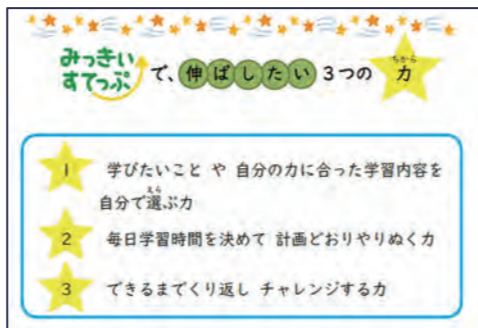 みっきぃ
すてっぷ で、伸ばしたい 3つの 力
ちから
1 学びたいこと や 自分の力に合った学習内容を
自分で選ぶ力
えら
2 毎日学習時間を決めて 計画どおりやりぬく力
3 できるまでくり返し チャレンジする力